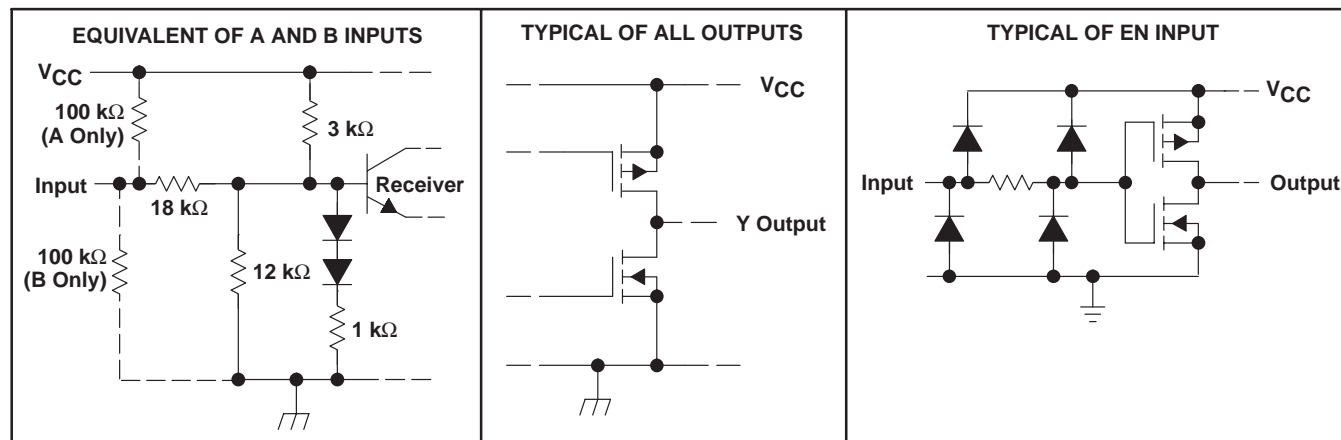 EQUIVALENT OF A AND B INPUTS
VCC
100 kΩ
(A Only)
3 kΩ
Input
18 kΩ
Receiver
100 kΩ
(B Only)
12 kΩ
1 kΩ
TYPICAL OF ALL OUTPUTS
VCC
Y Output
TYPICAL OF EN INPUT
VCC
Input
Output